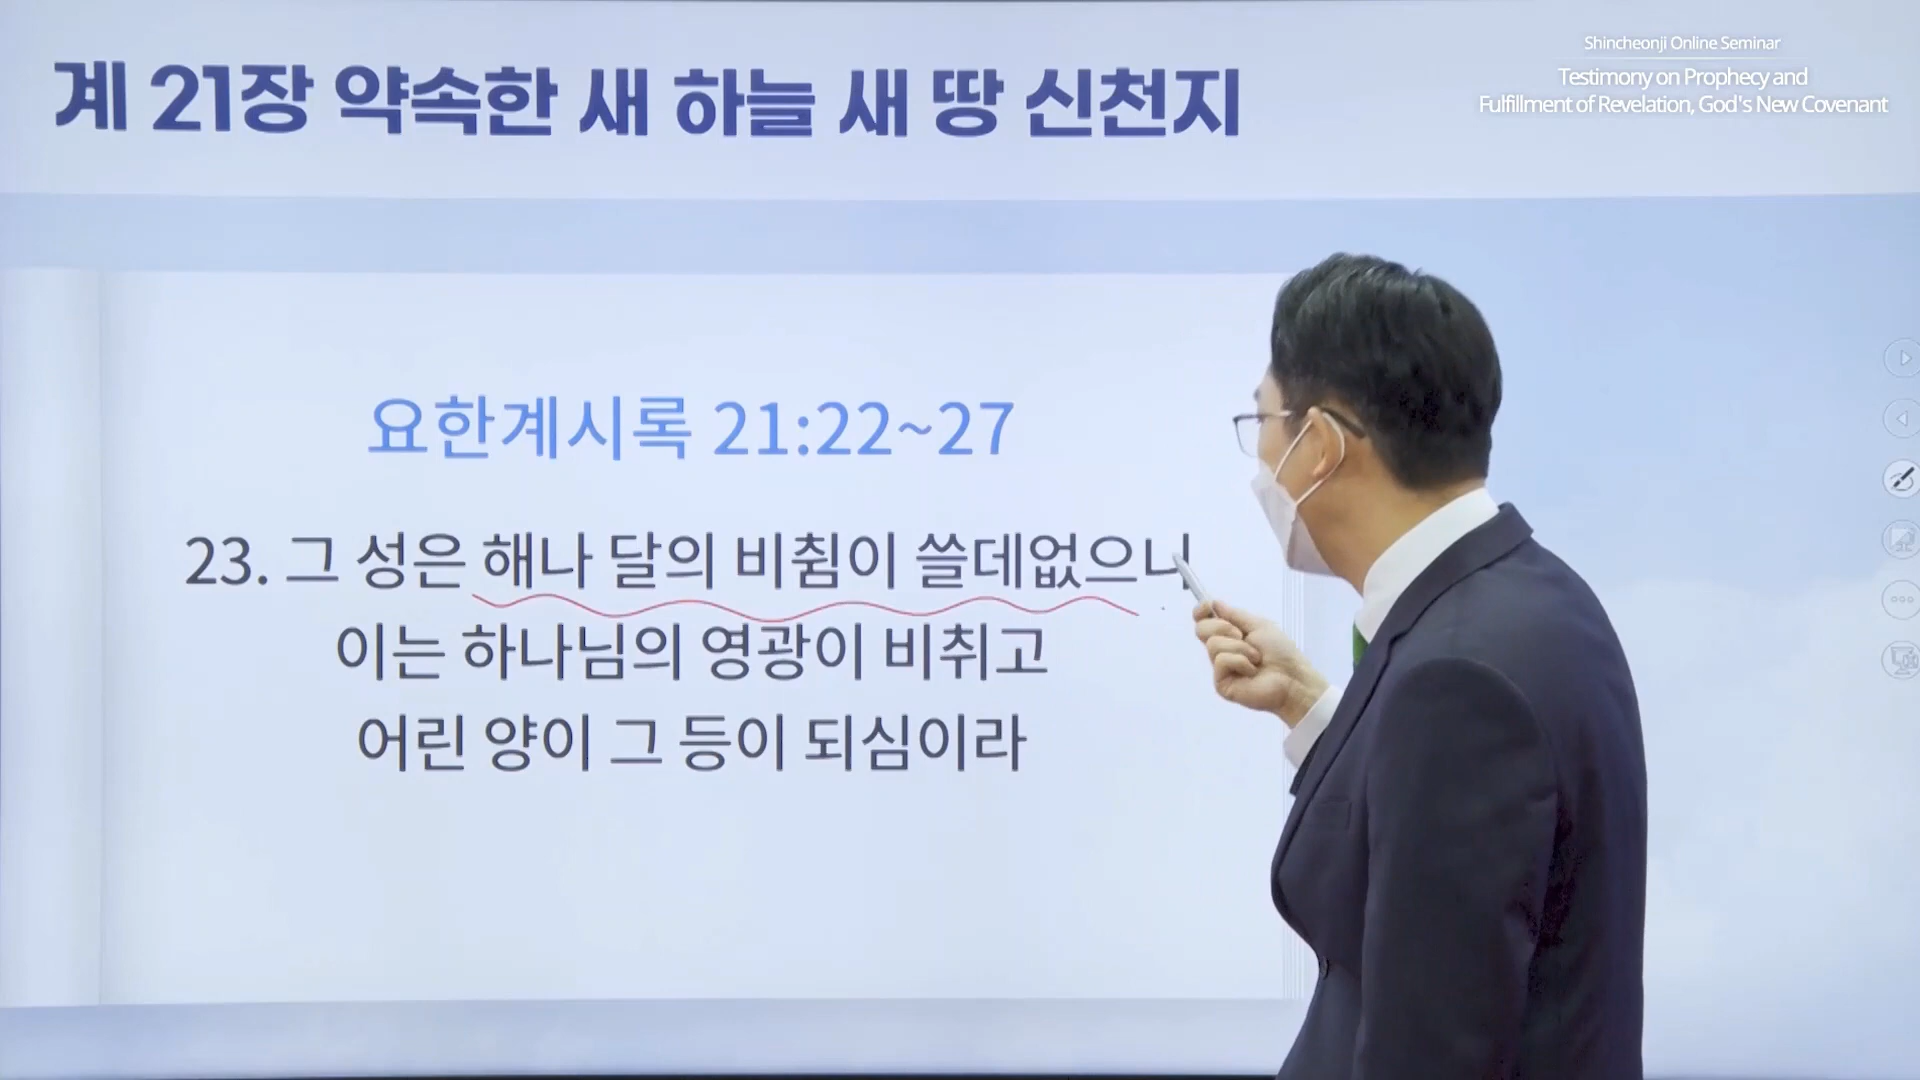 계 21장 약속한 새 하늘 새 땅 신천지
Shincheonji Online Seminar
Testimony on Prophecy and
Fulfillment of Revelation, God's New Covenant
요한계시록 21:22~27
23. 그 성은 해나 달의 비췸이 쓸데없으니
이는 하나님의 영광이 비취고
어린 양이 그 등이 되심이라